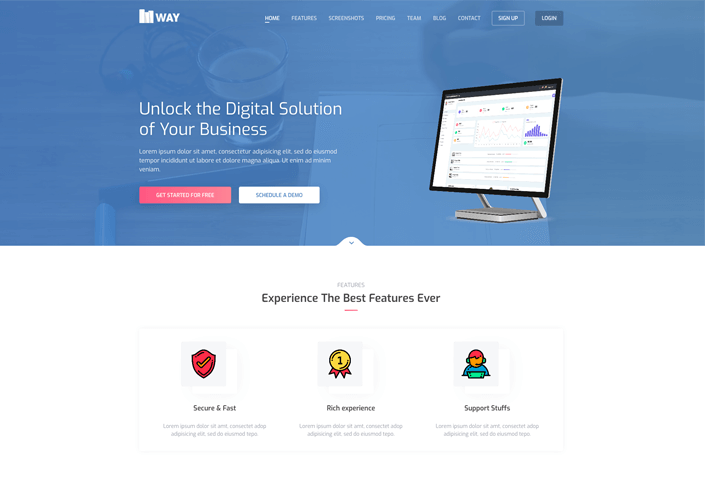 WAY
HOME FEATURES SCREENSHOTS PRICING TEAM BLOG CONTACT SIGN UP LOGIN
Unlock the Digital Solution
of Your Business
Lorem ipsum dolor sit amet, consectetur adipisicing elit, sed do eiusmod
tempor incididunt ut labore et dolore magna aliqua. Ut enim ad minim
veniam.
GET STARTED FOR FREE SCHEDULE A DEMO
FEATURES
Experience The Best Features Ever
1
Secure & Fast Rich experience Support Stuffs
Lorem ipsum dolor sit amt, consectet adop Lorem ipsum dolor sit amt, consectet adop Lorem ipsum dolor sit amt, consectet adop
adipisicing elit, sed do eiusmod tepo. adipisicing elit, sed do eiusmod tepo. adipisicing elit, sed do eiusmod tepo.